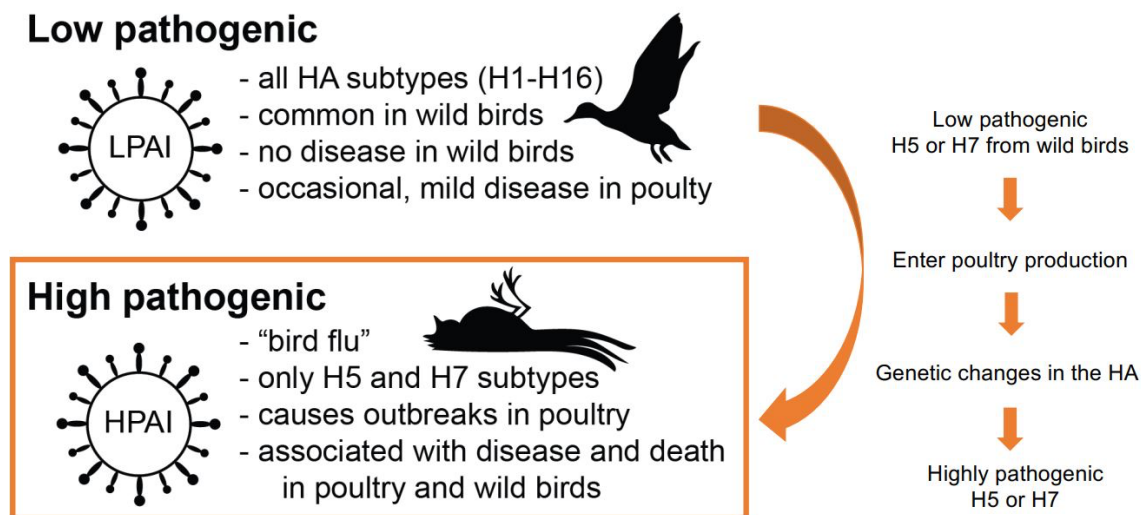 Low pathogenic
LPAI
- all HA subtypes (H1-H16)
- common in wild birds
- no disease in wild birds
- occasional, mild disease in poulty
High pathogenic
HPAI
- "bird flu"
- only H5 and H7 subtypes
- causes outbreaks in poultry
- associated with disease and death
in poultry and wild birds
Low pathogenic
H5 or H7 from wild birds
Enter poultry production
Genetic changes in the HA
Highly pathogenic
H5 or H7